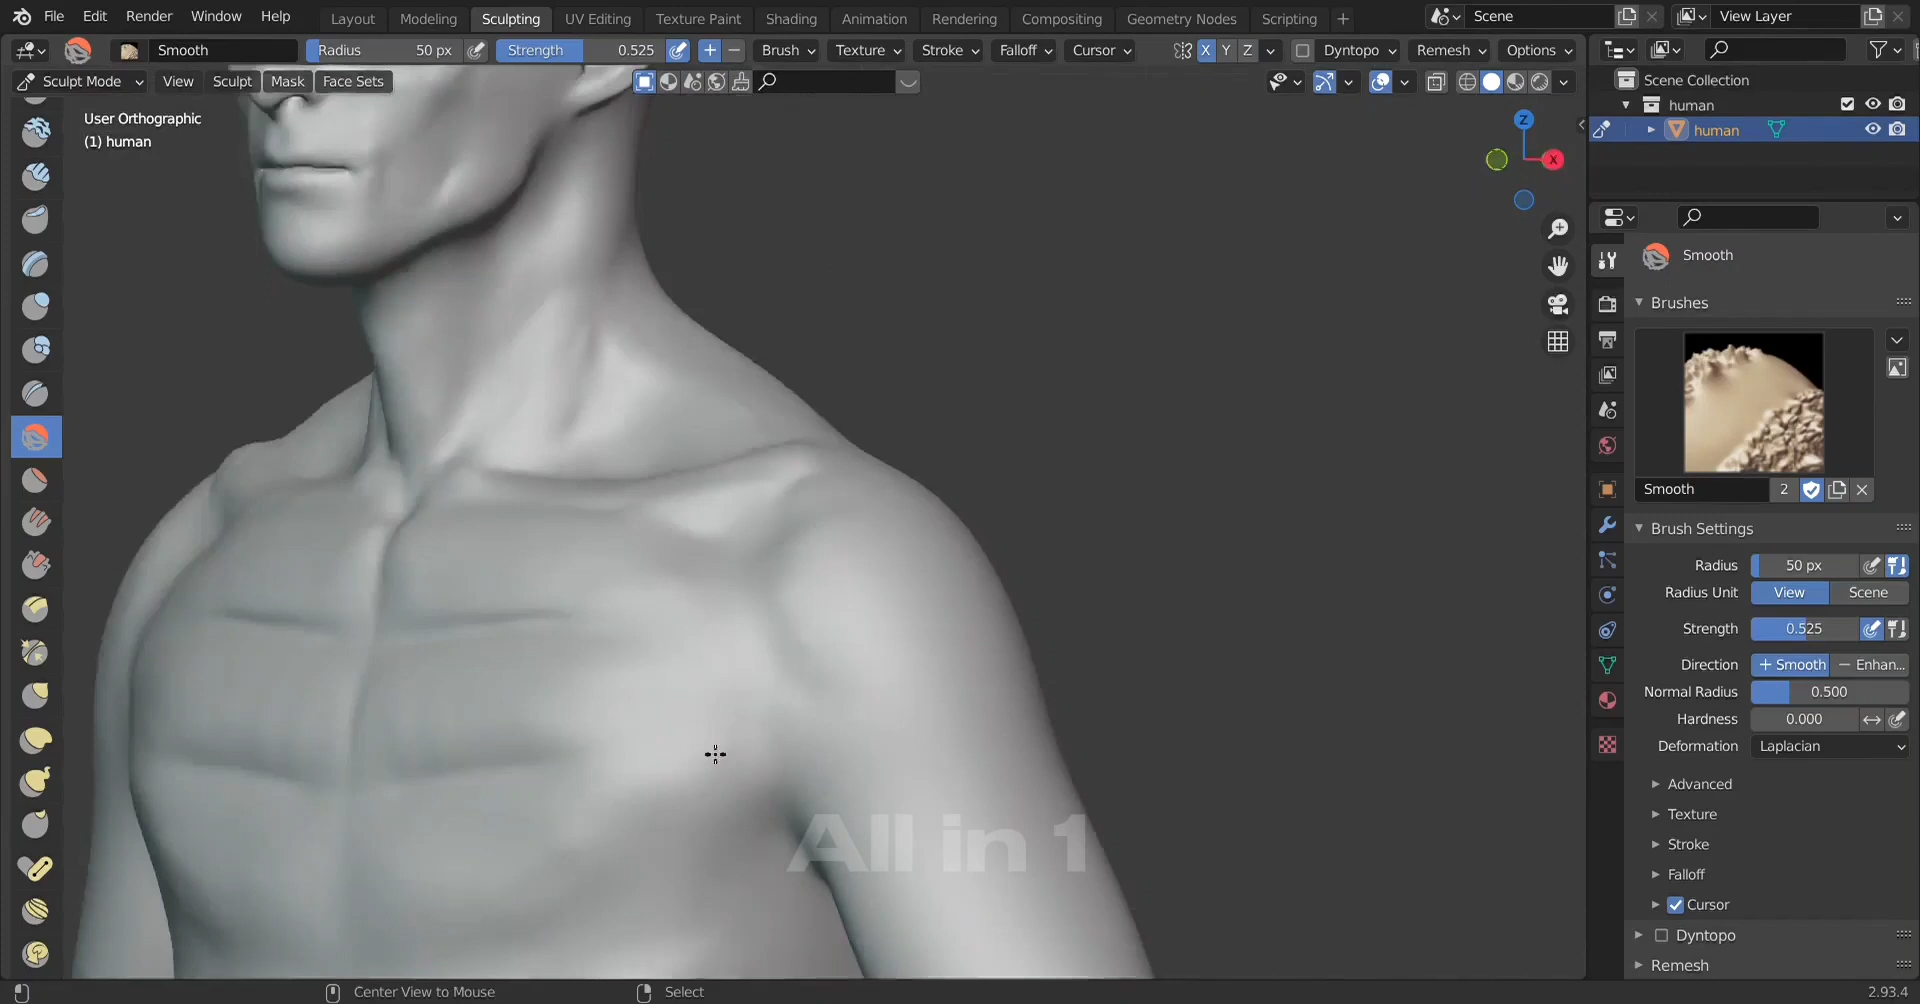 File Edit Render Window Help Layout Modeling Sculpting UV Editing Texture Paint Shading Animation Rendering Compositing Geometry Nodes Scripting + Scene View Layer
Smooth Radius 50 px Strength 0.525 + − Brush Texture Stroke Falloff Cursor X Y Z Dyntopo Remesh Options
Sculpt Mode View Sculpt Mask Face Sets
Scene Collection
human
human
User Orthographic
(1) human
Z
X
Smooth
Brushes
Smooth 2
Brush Settings
Radius 50 px
Radius Unit View Scene
Strength 0.525
Direction + Smooth − Enhan...
Normal Radius 0.500
Hardness 0.000
Deformation Laplacian
Advanced
Texture
Stroke
Falloff
Cursor
Dyntopo
Remesh
All in 1
Center View to Mouse Select 2.93.4